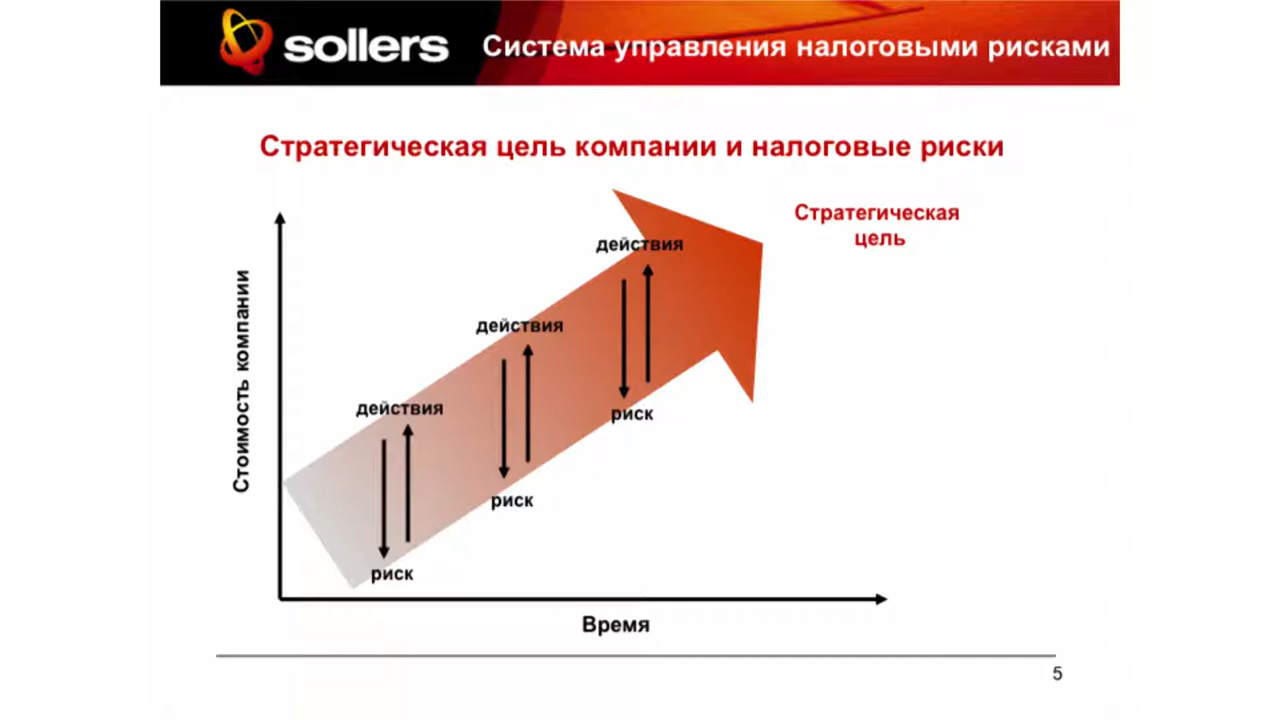 sollers
Система управления налоговыми рисками
Стратегическая цель компании и налоговые риски
Стратегическая
цель
действия
действия
действия
риск
риск
риск
Стоимость компании
Время
5